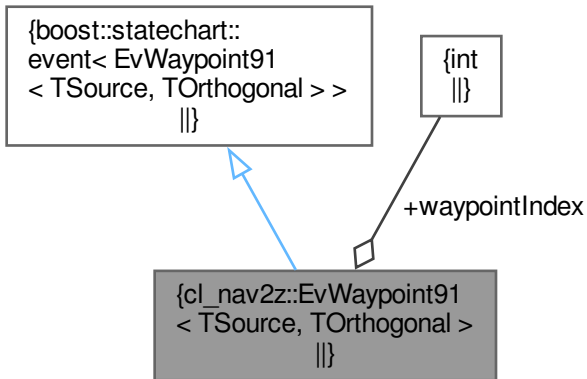 {boost::statechart::
event< EvWaypoint91
< TSource, TOrthogonal > >
||}
{int
||}
+waypointIndex
{cl_nav2z::EvWaypoint91
< TSource, TOrthogonal >
||}